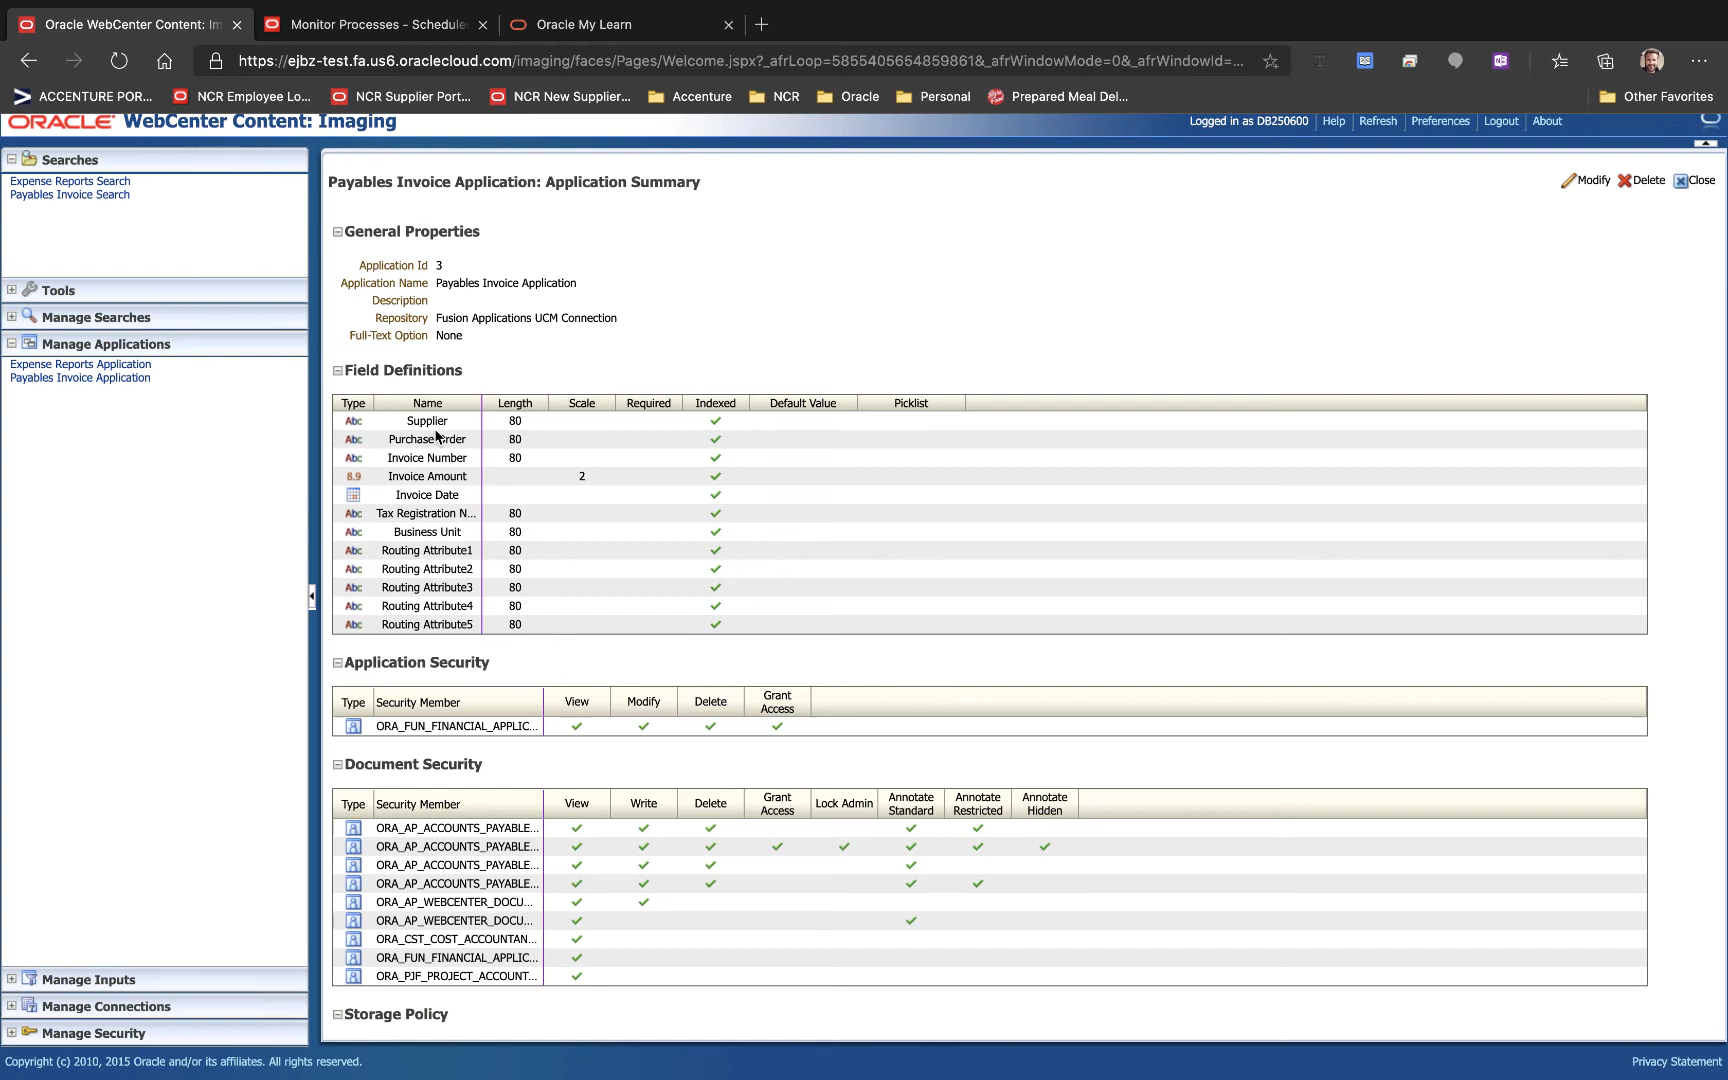 Oracle WebCenter Content: Im
Monitor Processes - Schedule
Oracle My Learn
https://ejbz-test.fa.us6.oraclecloud.com/imaging/faces/Pages/Welcome.jspx?_afrLoop=5855405654859861&_afrWindowMode=0&_afrWindowId=...
ACCENTURE POR... NCR Employee Lo... NCR Supplier Port... NCR New Supplier... Accenture NCR Oracle Personal Prepared Meal Del... Other Favorites
ORACLE WebCenter Content: Imaging
Logged in as DB250600 Help Refresh Preferences Logout About
Searches
Expense Reports Search
Payables Invoice Search
Tools
Manage Searches
Manage Applications
Expense Reports Application
Payables Invoice Application
Manage Inputs
Manage Connections
Manage Security
Payables Invoice Application: Application Summary
Modify Delete Close
General Properties
Application Id 3
Application Name Payables Invoice Application
Description
Repository Fusion Applications UCM Connection
Full-Text Option None
Field Definitions
Type Name Length Scale Required Indexed Default Value Picklist
Abc Supplier 80
Abc Purchase Order 80
Abc Invoice Number 80
8.9 Invoice Amount 2
Invoice Date
Abc Tax Registration N... 80
Abc Business Unit 80
Abc Routing Attribute1 80
Abc Routing Attribute2 80
Abc Routing Attribute3 80
Abc Routing Attribute4 80
Abc Routing Attribute5 80
Application Security
Type Security Member View Modify Delete Grant Access
ORA_FUN_FINANCIAL_APPLIC...
Document Security
Type Security Member View Write Delete Grant Access Lock Admin Annotate Standard Annotate Restricted Annotate Hidden
ORA_AP_ACCOUNTS_PAYABLE...
ORA_AP_ACCOUNTS_PAYABLE...
ORA_AP_ACCOUNTS_PAYABLE...
ORA_AP_ACCOUNTS_PAYABLE...
ORA_AP_WEBCENTER_DOCU...
ORA_AP_WEBCENTER_DOCU...
ORA_CST_COST_ACCOUNTAN...
ORA_FUN_FINANCIAL_APPLIC...
ORA_PJF_PROJECT_ACCOUNT...
Storage Policy
Copyright (c) 2010, 2015 Oracle and/or its affiliates. All rights reserved.
Privacy Statement